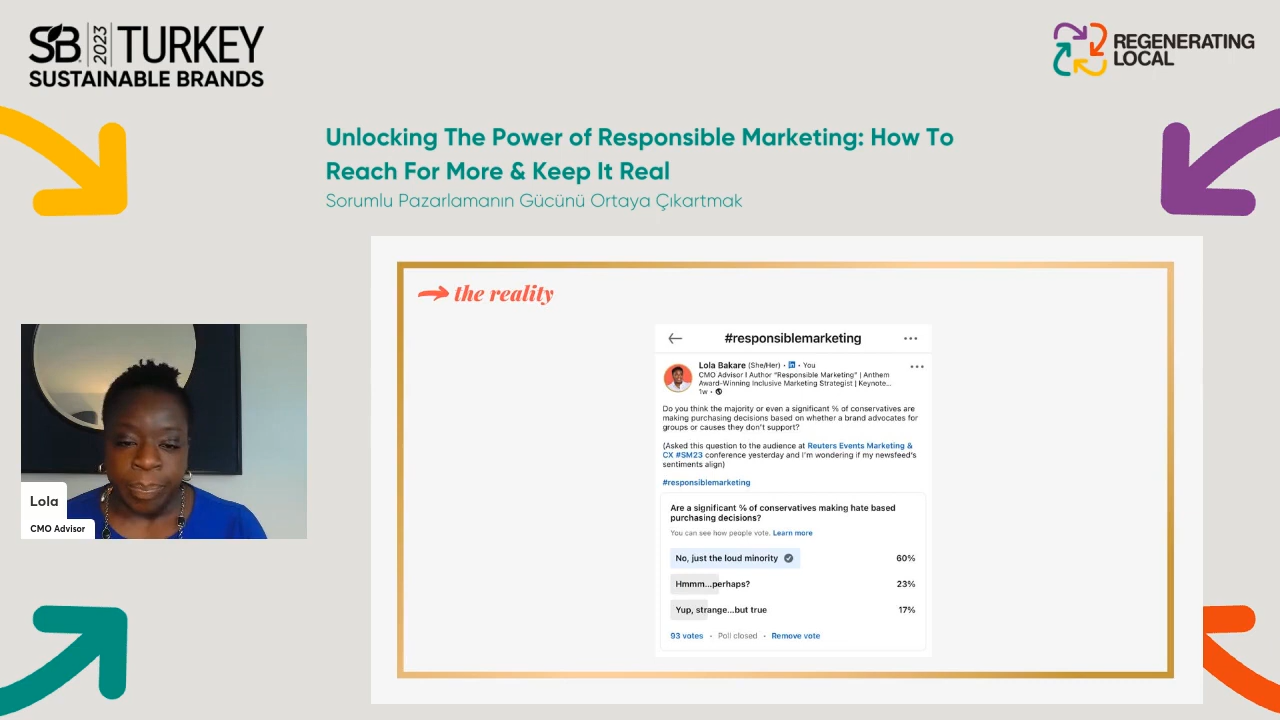 SB 2023 TURKEY
SUSTAINABLE BRANDS
REGENERATING
LOCAL
Unlocking The Power of Responsible Marketing: How To
Reach For More & Keep It Real
Sorumlu Pazarlamanın Gücünü Ortaya Çıkartmak
the reality
#responsiblemarketing
Lola Bakare (She/Her) • in • You
CMO Advisor I Author "Responsible Marketing" | Anthem
Award-Winning Inclusive Marketing Strategist | Keynote...
1w •
Do you think the majority or even a significant % of conservatives are
making purchasing decisions based on whether a brand advocates for
groups or causes they don't support?
(Asked this question to the audience at Reuters Events Marketing &
CX #SM23 conference yesterday and I'm wondering if my newsfeed's
sentiments align)
#responsiblemarketing
Are a significant % of conservatives making hate based
purchasing decisions?
You can see how people vote. Learn more
No, just the loud minority 60%
Hmmm...perhaps? 23%
Yup, strange...but true 17%
93 votes • Poll closed • Remove vote
Lola
CMO Advisor